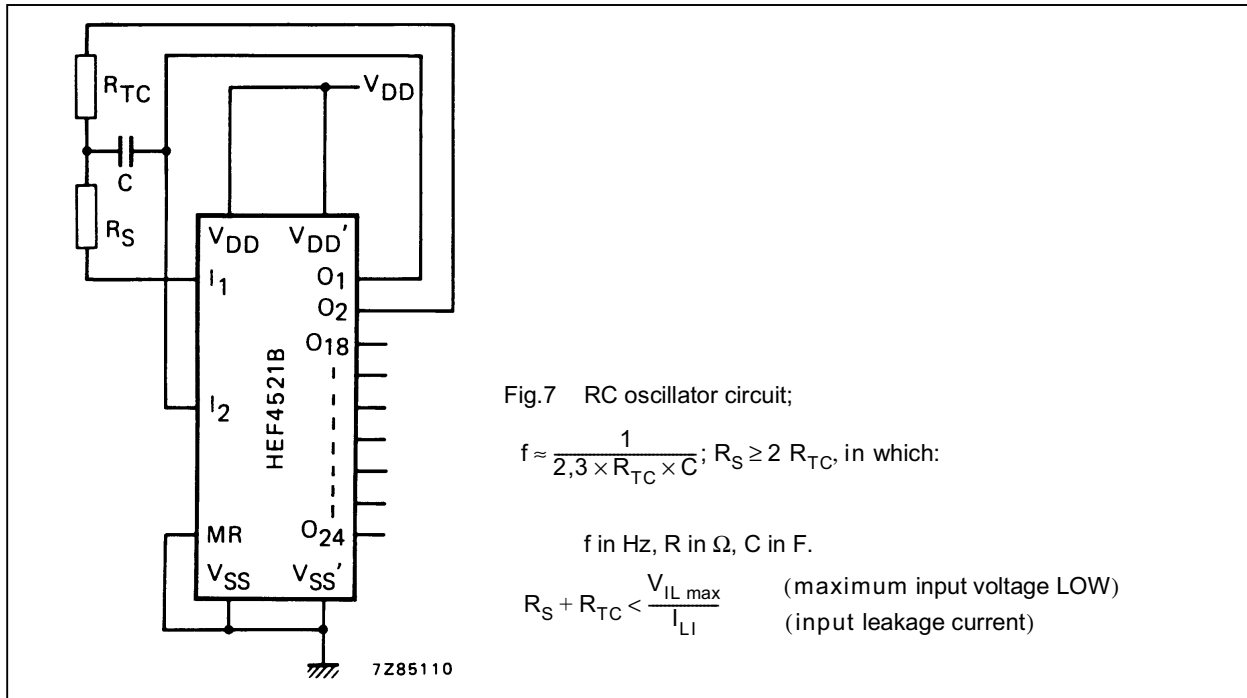 R_TC
V_DD
C
R_S
V_DD V_DD'
I_1
O_1
O_2
O_18
HEF4521B
I_2
MR
O_24
V_SS V_SS'
7Z85110
Fig.7 RC oscillator circuit;
f ≈ 1 / (2,3 × R_TC × C); R_S ≥ 2 R_TC, in which:
f in Hz, R in Ω, C in F.
R_S + R_TC < V_IL max / I_LI (maximum input voltage LOW)
(input leakage current)